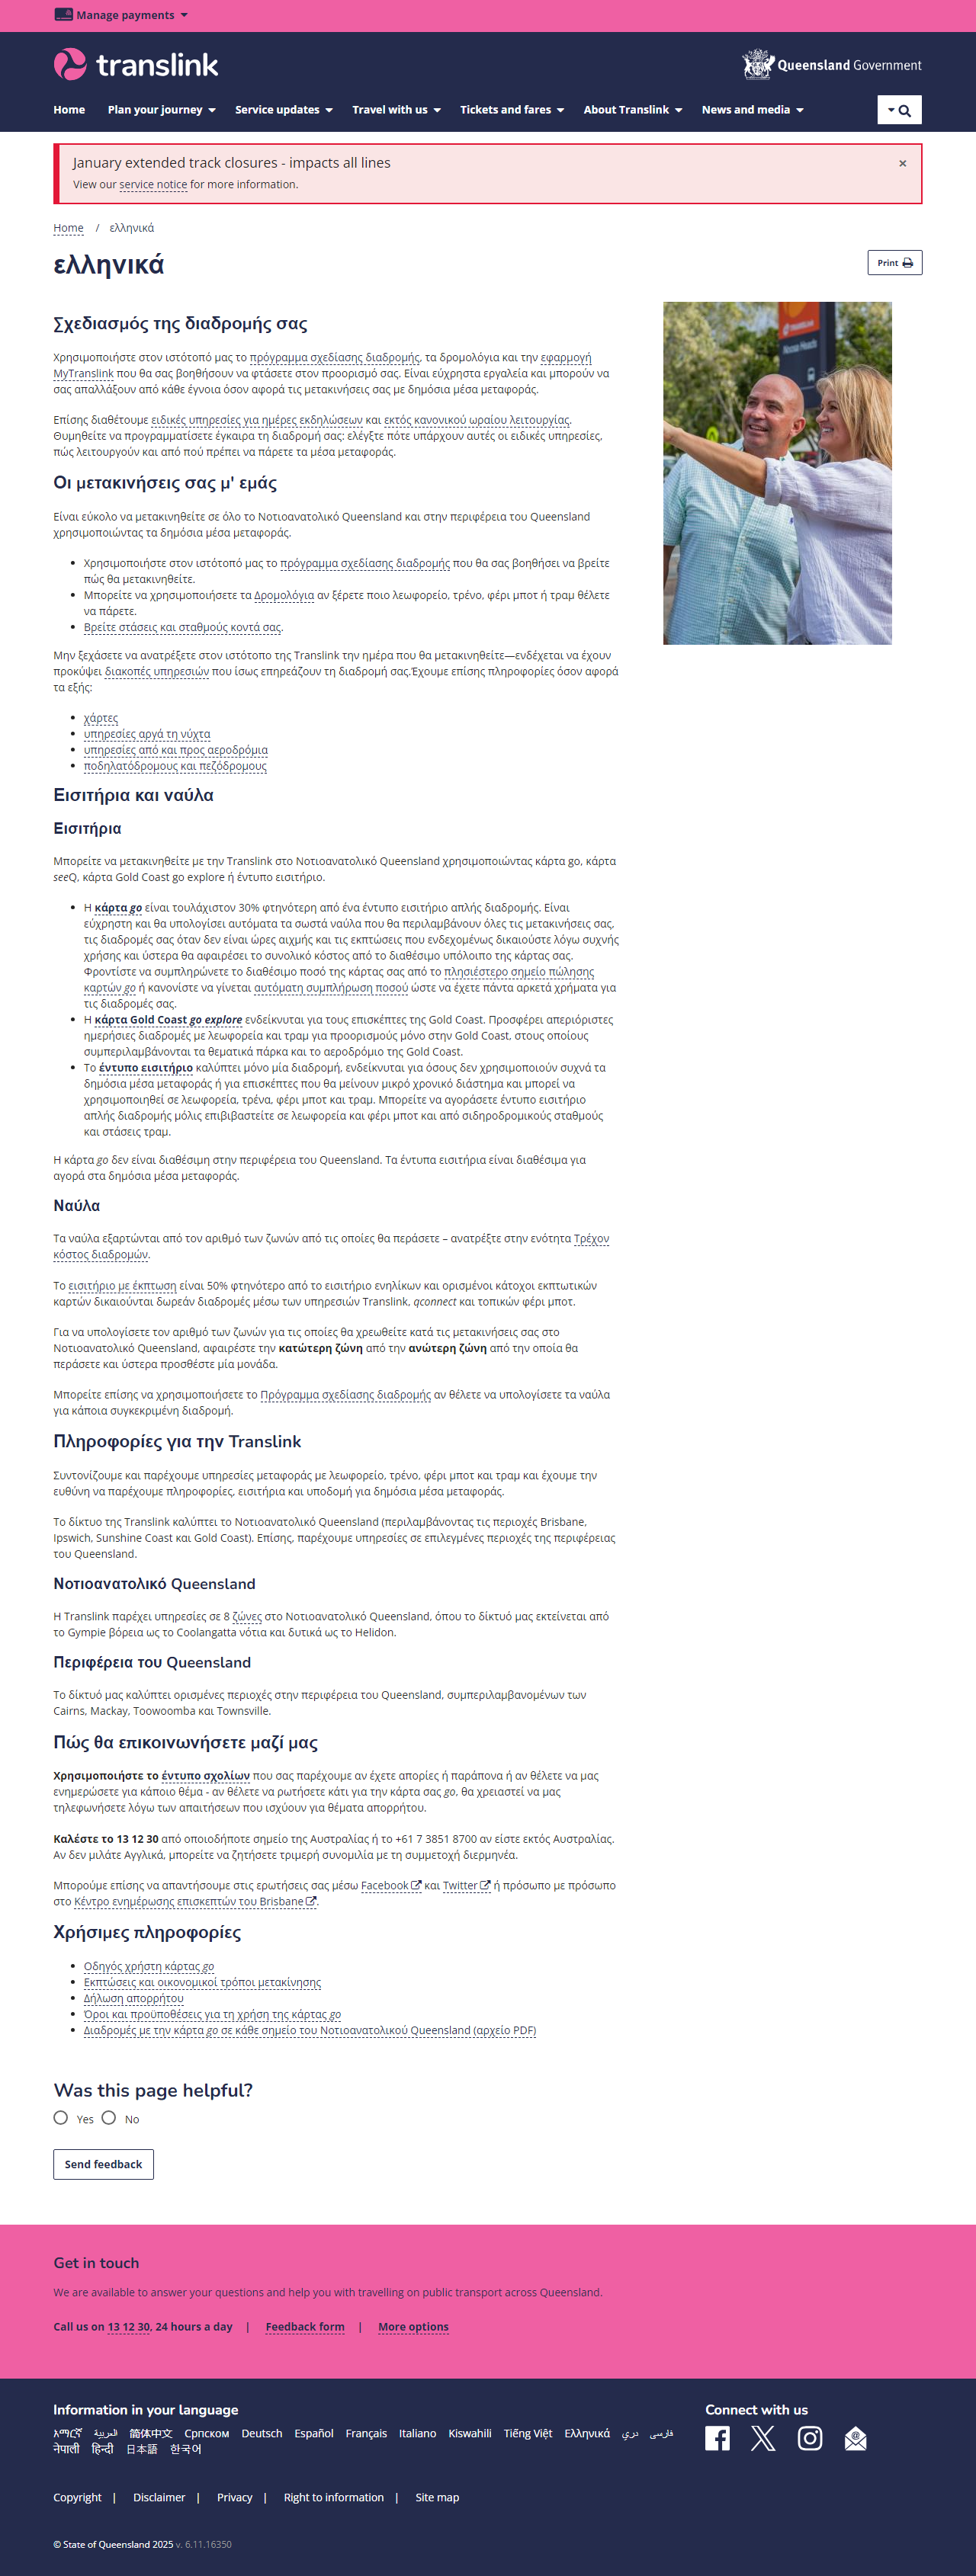 Manage payments
translink
Queensland Government
Home Plan your journey Service updates Travel with us Tickets and fares About Translink News and media
January extended track closures - impacts all lines
×
View our service notice for more information.
Home / ελληνικά
ελληνικά
Print
Σχεδιασμός της διαδρομής σας
Χρησιμοποιήστε στον ιστότοπό μας το πρόγραμμα σχεδίασης διαδρομής, τα δρομολόγια και την εφαρμογή
MyTranslink που θα σας βοηθήσουν να φτάσετε στον προορισμό σας. Είναι εύχρηστα εργαλεία και μπορούν να
σας απαλλάξουν από κάθε έγνοια όσον αφορά τις μετακινήσεις σας με δημόσια μέσα μεταφοράς.
Επίσης διαθέτουμε ειδικές υπηρεσίες για ημέρες εκδηλώσεων και εκτός κανονικού ωραίου λειτουργίας.
Θυμηθείτε να προγραμματίσετε έγκαιρα τη διαδρομή σας: ελέγξτε πότε υπάρχουν αυτές οι ειδικές υπηρεσίες,
πώς λειτουργούν και από πού πρέπει να πάρετε τα μέσα μεταφοράς.
Οι μετακινήσεις σας μ' εμάς
Είναι εύκολο να μετακινηθείτε σε όλο το Νοτιοανατολικό Queensland και στην περιφέρεια του Queensland
χρησιμοποιώντας τα δημόσια μέσα μεταφοράς.
Χρησιμοποιήστε στον ιστότοπό μας το πρόγραμμα σχεδίασης διαδρομής που θα σας βοηθήσει να βρείτε
πώς θα μετακινηθείτε.
Μπορείτε να χρησιμοποιήσετε τα Δρομολόγια αν ξέρετε ποιο λεωφορείο, τρένο, φέρι μποτ ή τραμ θέλετε
να πάρετε.
Βρείτε στάσεις και σταθμούς κοντά σας.
Μην ξεχάσετε να ανατρέξετε στον ιστότοπο της Translink την ημέρα που θα μετακινηθείτε—ενδέχεται να έχουν
προκύψει διακοπές υπηρεσιών που ίσως επηρεάζουν τη διαδρομή σας.Έχουμε επίσης πληροφορίες όσον αφορά
τα εξής:
χάρτες
υπηρεσίες αργά τη νύχτα
υπηρεσίες από και προς αεροδρόμια
ποδηλατόδρομους και πεζόδρομους
Εισιτήρια και ναύλα
Εισιτήρια
Μπορείτε να μετακινηθείτε με την Translink στο Νοτιοανατολικό Queensland χρησιμοποιώντας κάρτα go, κάρτα
seeQ, κάρτα Gold Coast go explore ή έντυπο εισιτήριο.
Η κάρτα go είναι τουλάχιστον 30% φτηνότερη από ένα έντυπο εισιτήριο απλής διαδρομής. Είναι
εύχρηστη και θα υπολογίσει αυτόματα τα σωστά ναύλα που θα περιλαμβάνουν όλες τις μετακινήσεις σας,
τις διαδρομές σας όταν δεν είναι ώρες αιχμής και τις εκπτώσεις που ενδεχομένως δικαιούστε λόγω συχνής
χρήσης και ύστερα θα αφαιρέσει το συνολικό κόστος από το διαθέσιμο υπόλοιπο της κάρτας σας.
Φροντίστε να συμπληρώνετε το διαθέσιμο ποσό της κάρτας σας από το πλησιέστερο σημείο πώλησης
καρτών go ή κανονίστε να γίνεται αυτόματη συμπλήρωση ποσού ώστε να έχετε πάντα αρκετά χρήματα για
τις διαδρομές σας.
Η κάρτα Gold Coast go explore ενδείκνυται για τους επισκέπτες της Gold Coast. Προσφέρει απεριόριστες
ημερήσιες διαδρομές με λεωφορεία και τραμ για προορισμούς μόνο στην Gold Coast, στους οποίους
συμπεριλαμβάνονται τα θεματικά πάρκα και το αεροδρόμιο της Gold Coast.
Το έντυπο εισιτήριο καλύπτει μόνο μία διαδρομή, ενδείκνυται για όσους δεν χρησιμοποιούν συχνά τα
δημόσια μέσα μεταφοράς ή για επισκέπτες που θα μείνουν μικρό χρονικό διάστημα και μπορεί να
χρησιμοποιηθεί σε λεωφορεία, τρένα, φέρι μποτ και τραμ. Μπορείτε να αγοράσετε έντυπο εισιτήριο
απλής διαδρομής μόλις επιβιβαστείτε σε λεωφορεία και φέρι μποτ και από σιδηροδρομικούς σταθμούς
και στάσεις τραμ.
Η κάρτα go δεν είναι διαθέσιμη στην περιφέρεια του Queensland. Τα έντυπα εισιτήρια είναι διαθέσιμα για
αγορά στα δημόσια μέσα μεταφοράς.
Ναύλα
Τα ναύλα εξαρτώνται από τον αριθμό των ζωνών από τις οποίες θα περάσετε – ανατρέξτε στην ενότητα Τρέχον
κόστος διαδρομών.
Το εισιτήριο με έκπτωση είναι 50% φτηνότερο από το εισιτήριο ενηλίκων και ορισμένοι κάτοχοι εκπτωτικών
καρτών δικαιούνται δωρεάν διαδρομές μέσω των υπηρεσιών Translink, qconnect και τοπικών φέρι μποτ.
Για να υπολογίσετε τον αριθμό των ζωνών για τις οποίες θα χρεωθείτε κατά τις μετακινήσεις σας στο
Νοτιοανατολικό Queensland, αφαιρέστε την κατώτερη ζώνη από την ανώτερη ζώνη από την οποία θα
περάσετε και ύστερα προσθέστε μία μονάδα.
Μπορείτε επίσης να χρησιμοποιήσετε το Πρόγραμμα σχεδίασης διαδρομής αν θέλετε να υπολογίσετε τα ναύλα
για κάποια συγκεκριμένη διαδρομή.
Πληροφορίες για την Translink
Συντονίζουμε και παρέχουμε υπηρεσίες μεταφοράς με λεωφορείο, τρένο, φέρι μποτ και τραμ και έχουμε την
ευθύνη να παρέχουμε πληροφορίες, εισιτήρια και υποδομή για δημόσια μέσα μεταφοράς.
Το δίκτυο της Translink καλύπτει το Νοτιοανατολικό Queensland (περιλαμβάνοντας τις περιοχές Brisbane,
Ipswich, Sunshine Coast και Gold Coast). Επίσης, παρέχουμε υπηρεσίες σε επιλεγμένες περιοχές της περιφέρειας
του Queensland.
Νοτιοανατολικό Queensland
Η Translink παρέχει υπηρεσίες σε 8 ζώνες στο Νοτιοανατολικό Queensland, όπου το δίκτυό μας εκτείνεται από
το Gympie βόρεια ως το Coolangatta νότια και δυτικά ως το Helidon.
Περιφέρεια του Queensland
Το δίκτυό μας καλύπτει ορισμένες περιοχές στην περιφέρεια του Queensland, συμπεριλαμβανομένων των
Cairns, Mackay, Toowoomba και Townsville.
Πώς θα επικοινωνήσετε μαζί μας
Χρησιμοποιήστε το έντυπο σχολίων που σας παρέχουμε αν έχετε απορίες ή παράπονα ή αν θέλετε να μας
ενημερώσετε για κάποιο θέμα - αν θέλετε να ρωτήσετε κάτι για την κάρτα σας go, θα χρειαστεί να μας
τηλεφωνήσετε λόγω των απαιτήσεων που ισχύουν για θέματα απορρήτου.
Καλέστε το 13 12 30 από οποιοδήποτε σημείο της Αυστραλίας ή το +61 7 3851 8700 αν είστε εκτός Αυστραλίας.
Αν δεν μιλάτε Αγγλικά, μπορείτε να ζητήσετε τριμερή συνομιλία με τη συμμετοχή διερμηνέα.
Μπορούμε επίσης να απαντήσουμε στις ερωτήσεις σας μέσω Facebook και Twitter ή πρόσωπο με πρόσωπο
στο Κέντρο ενημέρωσης επισκεπτών του Brisbane.
Χρήσιμες πληροφορίες
Οδηγός χρήστη κάρτας go
Εκπτώσεις και οικονομικοί τρόποι μετακίνησης
Δήλωση απορρήτου
Όροι και προϋποθέσεις για τη χρήση της κάρτας go
Διαδρομές με την κάρτα go σε κάθε σημείο του Νοτιοανατολικού Queensland (αρχείο PDF)
Was this page helpful?
Yes No
Send feedback
Get in touch
We are available to answer your questions and help you with travelling on public transport across Queensland.
Call us on 13 12 30, 24 hours a day | Feedback form | More options
Information in your language
Connect with us
አማርኛ العربية 简体中文 Српском Deutsch Español Français Italiano Kiswahili Tiếng Việt Ελληνικά دري فارسی
नेपाली हिन्दी 日本語 한국어
Copyright | Disclaimer | Privacy | Right to information | Site map
© State of Queensland 2025 v. 6.11.16350